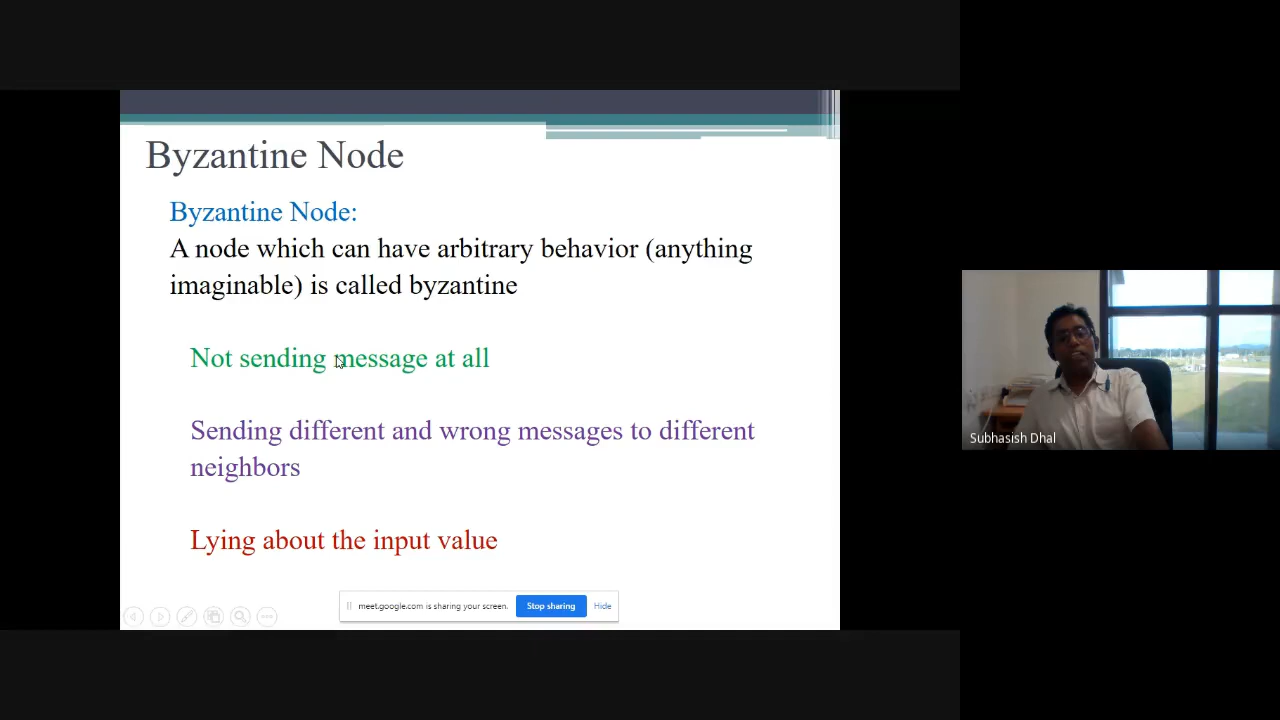 Byzantine Node
Byzantine Node:
A node which can have arbitrary behavior (anything
imaginable) is called byzantine
Not sending message at all
Sending different and wrong messages to different
neighbors
Lying about the input value
meet.google.com is sharing your screen.
Stop sharing
Hide
Subhasish Dhal